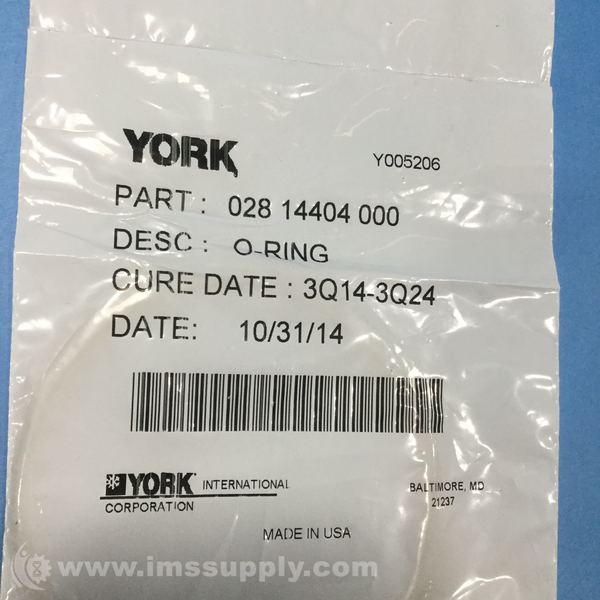 YORK
Y005206
PART: 028 14404 000
DESC: O-RING
CURE DATE: 3Q14-3Q24
DATE: 10/31/14
YORK INTERNATIONAL
CORPORATION
BALTIMORE, MD
21237
MADE IN USA
www.imssupply.com